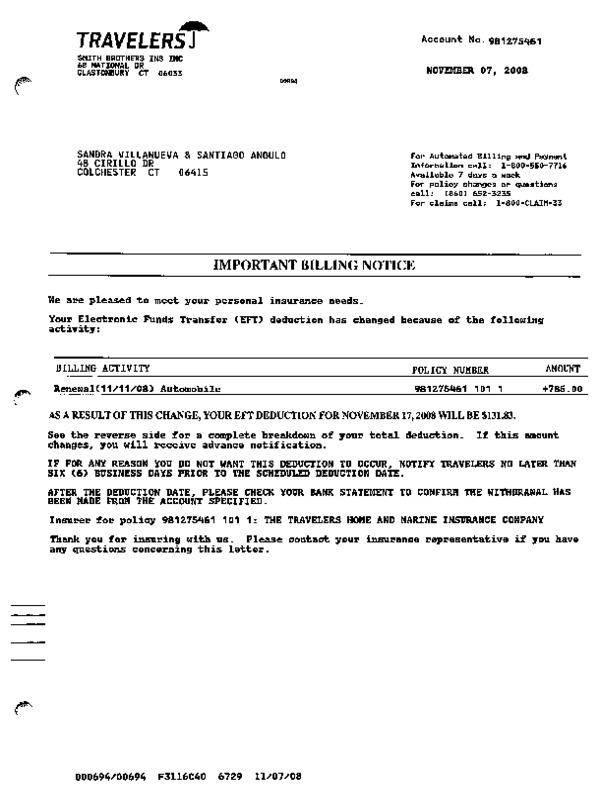 TRAVELERS
SMITH BROTHERS INS INC
68 NATIONAL DR
GLASTONBURY CT 06033
Account No. 981275461
NOVEMBER 07, 2008
SANDRA VILLANUEVA & SANTIAGO ANGULO
48 CIRILLO DR
COLCHESTER CT 06415
For Automated Billing and Payment
Information call: 1-800-550-7716
Available 7 days a week
For policy changes or questions
call: (860) 652-3235
For claims call: 1-800-CLAIM-33
IMPORTANT BILLING NOTICE
We are pleased to meet your personal insurance needs.
Your Electronic Funds Transfer (EFT) deduction has changed because of the following
activity:
BILLING ACTIVITY POLICY NUMBER AMOUNT
Renewal(11/11/08) Automobile 981275461 101 1 +785.00
AS A RESULT OF THIS CHANGE, YOUR EFT DEDUCTION FOR NOVEMBER 17, 2008 WILL BE $131.83.
See the reverse side for a complete breakdown of your total deduction. If this amount
changes, you will receive advance notification.
IF FOR ANY REASON YOU DO NOT WANT THIS DEDUCTION TO OCCUR, NOTIFY TRAVELERS NO LATER THAN
SIX (6) BUSINESS DAYS PRIOR TO THE SCHEDULED DEDUCTION DATE.
AFTER THE DEDUCTION DATE, PLEASE CHECK YOUR BANK STATEMENT TO CONFIRM THE WITHDRAWAL HAS
BEEN MADE FROM THE ACCOUNT SPECIFIED.
Insurer for policy 981275461 101 1: THE TRAVELERS HOME AND MARINE INSURANCE COMPANY
Thank you for insuring with us. Please contact your insurance representative if you have
any questions concerning this letter.
000694/00694 F3116C40 6729 11/07/08